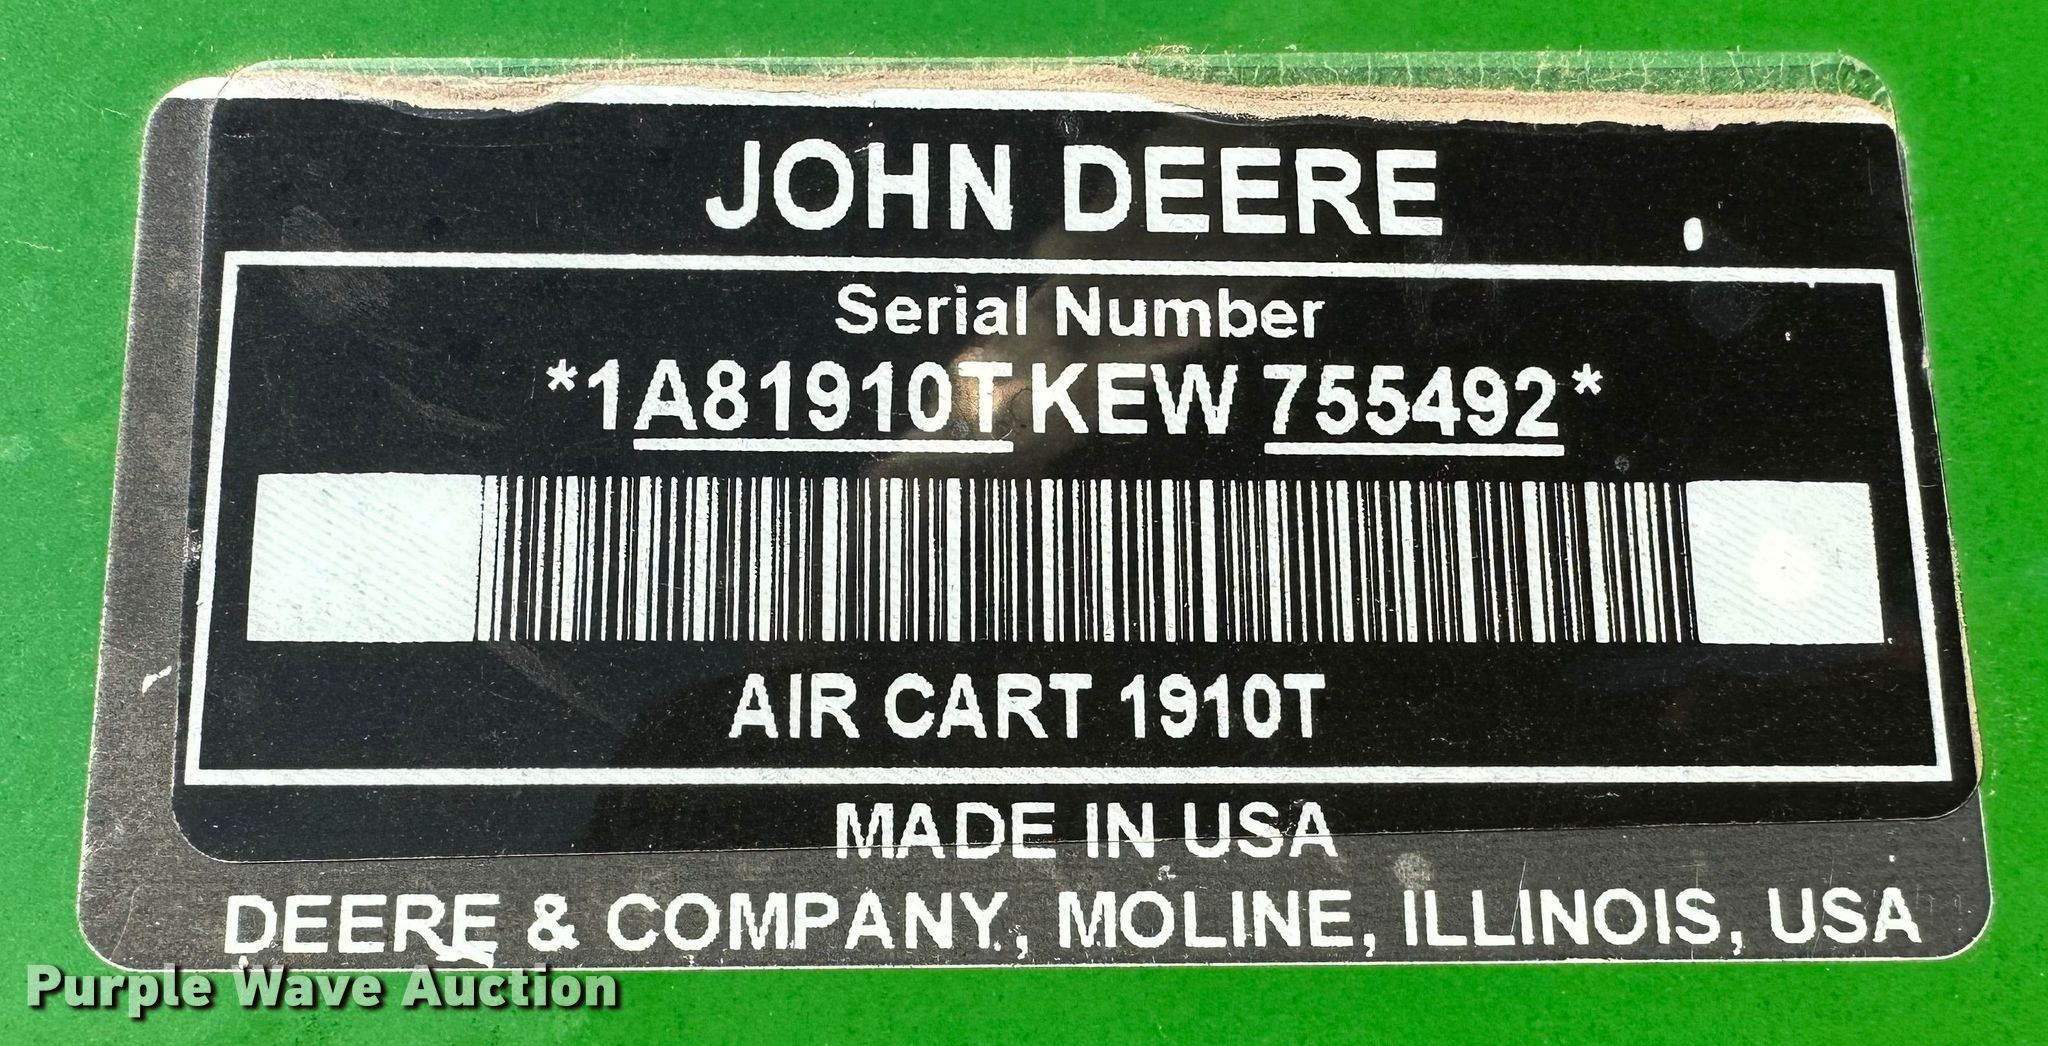 JOHN DEERE
Serial Number
*1A81910TKEW755492*
AIR CART 1910T
MADE IN USA
DEERE & COMPANY, MOLINE, ILLINOIS, USA
Purple Wave Auction